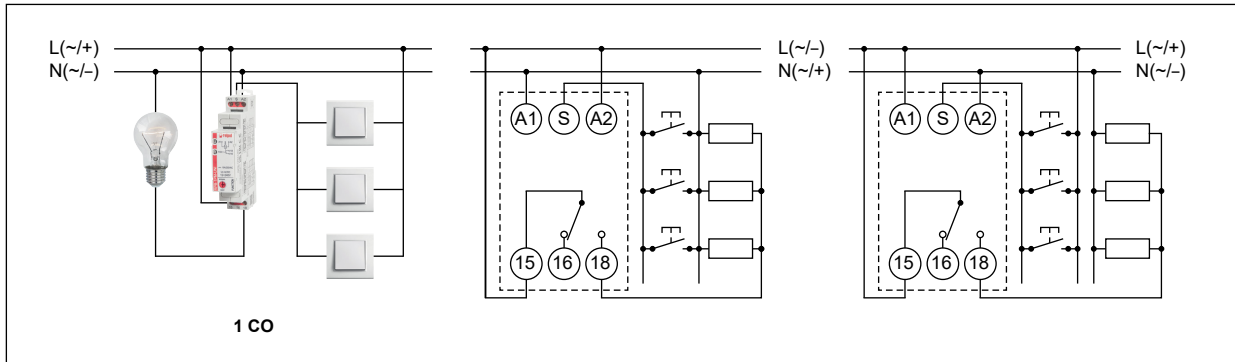 L(~/+)
N(~/–)
A1 S A2
15 16 18
1 CO
L(~/–)
N(~/+)
A1 S A2
15 16 18
L(~/+)
N(~/–)